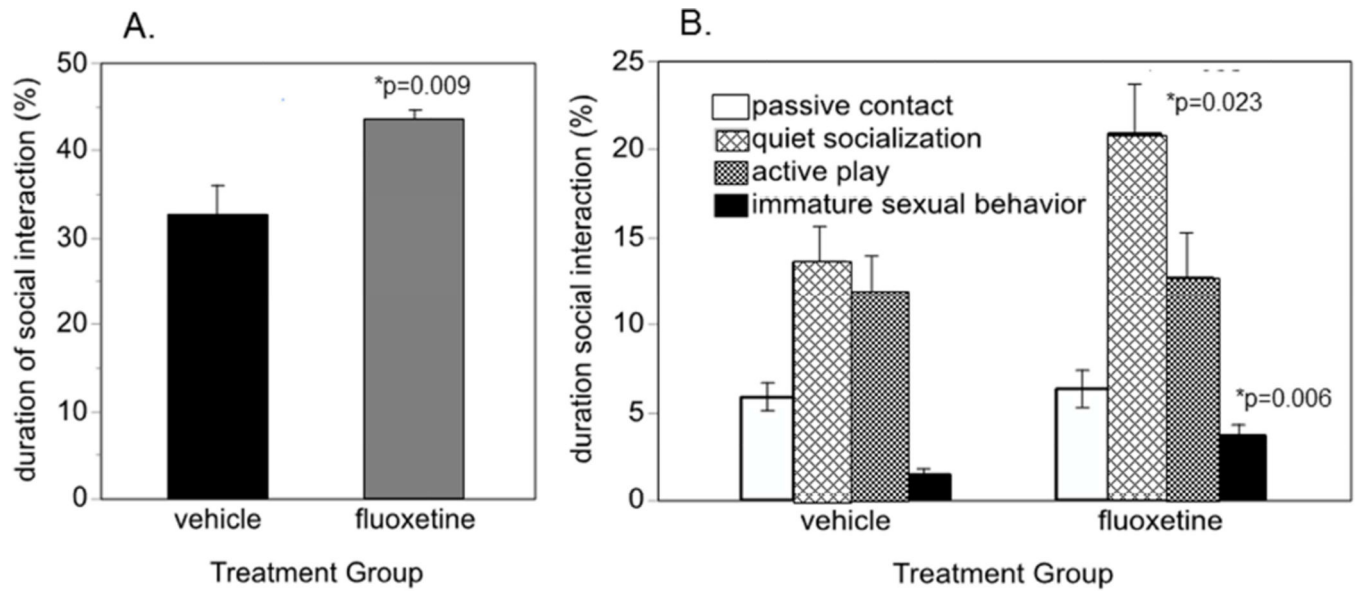 A.
50
40
30
20
10
0
duration of social interaction (%)
*p=0.009
vehicle
fluoxetine
Treatment Group
B.
25
20
15
10
5
0
duration social interaction (%)
passive contact
quiet socialization
active play
immature sexual behavior
*p=0.023
*p=0.006
vehicle
fluoxetine
Treatment Group